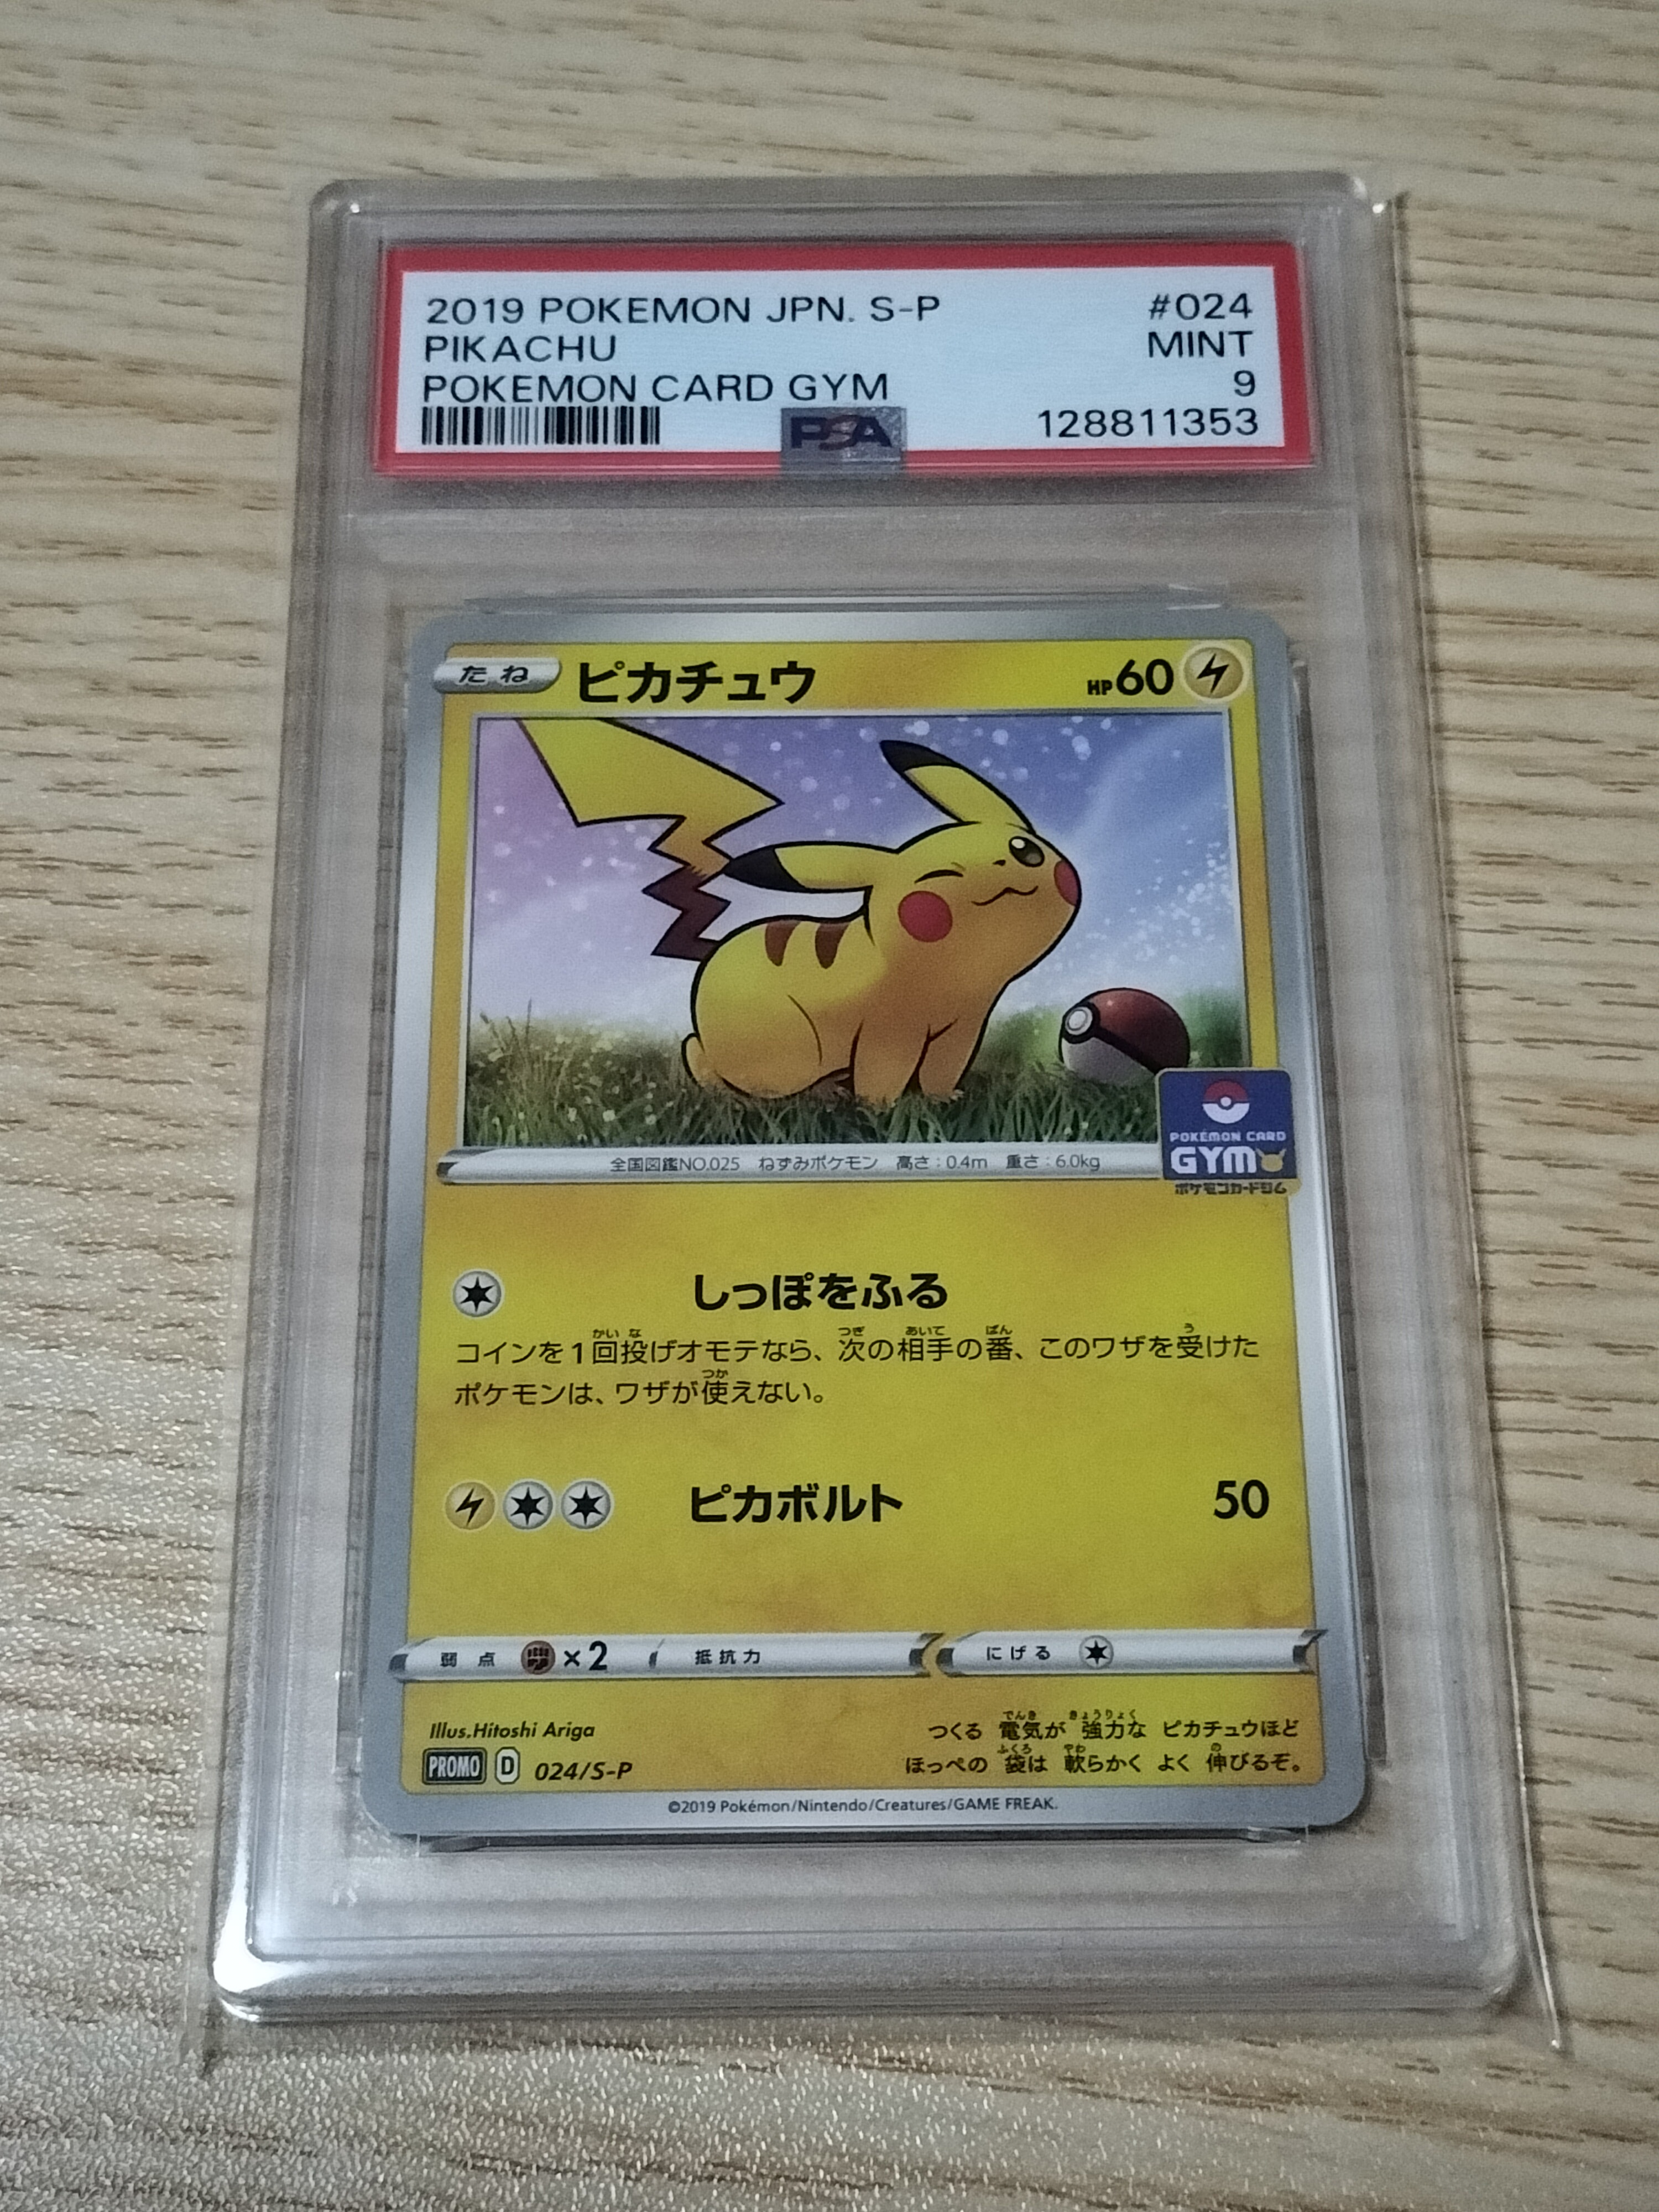 2019 POKEMON JPN. S-P #024
PIKACHU MINT
POKEMON CARD GYM 9
PSA 128811353
たね ピカチュウ HP60
POKÉMON CARD
GYM
ポケモンカードジム
全国図鑑NO.025 ねずみポケモン 高さ:0.4m 重さ:6.0kg
しっぽをふる
コインを1回投げオモテなら、次の相手の番、このワザを受けた
ポケモンは、ワザが使えない。
ピカボルト 50
弱点 ×2 抵抗力 にげる
Illus.Hitoshi Ariga
PROMO D 024/S-P
つくる 電気が 強力な ピカチュウほど
ほっぺの 袋は 軟らかく よく 伸びるぞ。
©2019 Pokémon/Nintendo/Creatures/GAME FREAK.